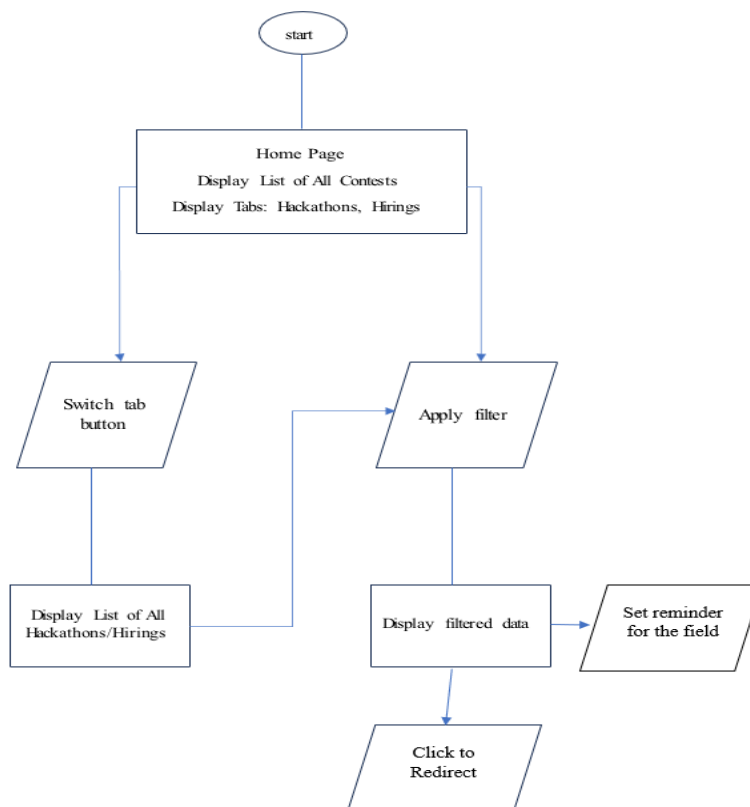 start
Home Page
Display List of All Contests
Display Tabs: Hackathons, Hirings
Switch tab
button
Apply filter
Display List of All
Hackathons/Hirings
Display filtered data
Set reminder
for the field
Click to
Redirect